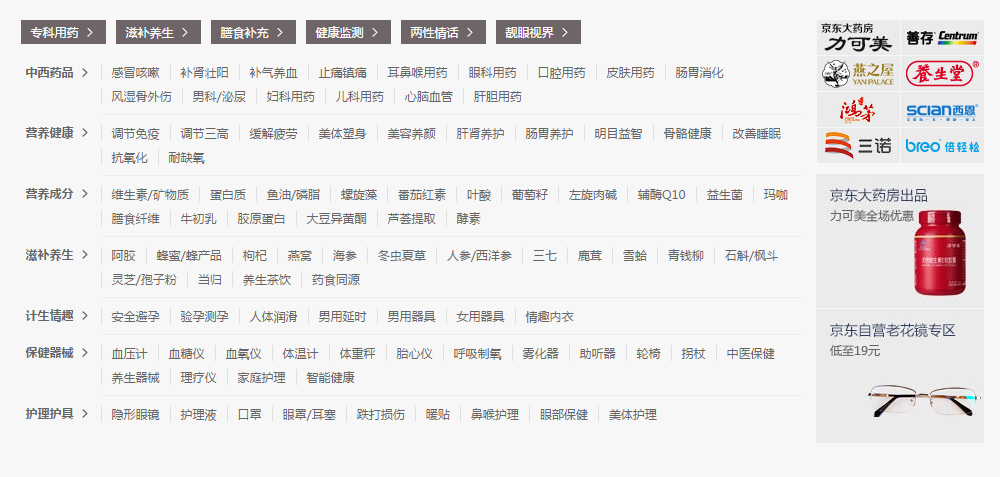 专科用药 滋补养生 膳食补充 健康监测 两性情话 靓眼视界
中西药品 感冒咳嗽 补肾壮阳 补气养血 止痛镇痛 耳鼻喉用药 眼科用药 口腔用药 皮肤用药 肠胃消化
风湿骨外伤 男科/泌尿 妇科用药 儿科用药 心脑血管 肝胆用药
营养健康 调节免疫 调节三高 缓解疲劳 美体塑身 美容养颜 肝肾养护 肠胃养护 明目益智 骨骼健康 改善睡眠
抗氧化 耐缺氧
营养成分 维生素/矿物质 蛋白质 鱼油/磷脂 螺旋藻 番茄红素 叶酸 葡萄籽 左旋肉碱 辅酶Q10 益生菌 玛咖
膳食纤维 牛初乳 胶原蛋白 大豆异黄酮 芦荟提取 酵素
滋补养生 阿胶 蜂蜜/蜂产品 枸杞 燕窝 海参 冬虫夏草 人参/西洋参 三七 鹿茸 雪蛤 青钱柳 石斛/枫斗
灵芝/孢子粉 当归 养生茶饮 药食同源
计生情趣 安全避孕 验孕测孕 人体润滑 男用延时 男用器具 女用器具 情趣内衣
保健器械 血压计 血糖仪 血氧仪 体温计 体重秤 胎心仪 呼吸制氧 雾化器 助听器 轮椅 拐杖 中医保健
养生器械 理疗仪 家庭护理 智能健康
护理护具 隐形眼镜 护理液 口罩 眼罩/耳塞 跌打损伤 暖贴 鼻喉护理 眼部保健 美体护理
京东大药房
力可美 善存 Centrum
燕之屋 養生堂
YAN PALACE
鸿茅 SCIAN西恩
三诺 breo 倍轻松
京东大药房出品
力可美全场优惠
京东自营老花镜专区
低至19元